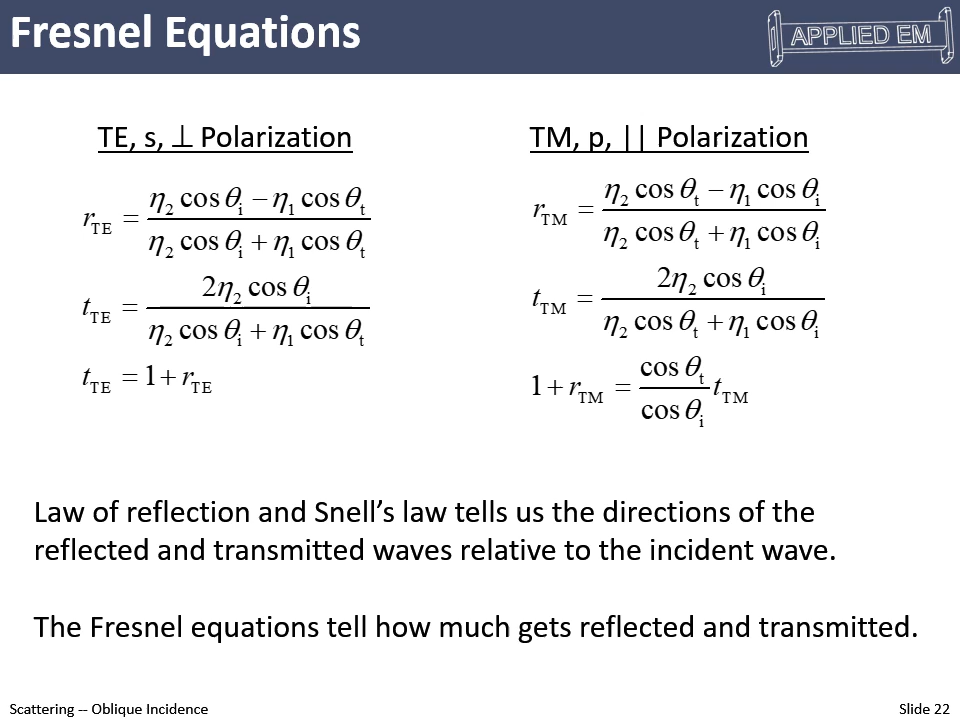 Fresnel Equations
APPLIED EM
TE, s, ⊥ Polarization
r_TE = (η₂ cos θ_i − η₁ cos θ_t) / (η₂ cos θ_i + η₁ cos θ_t)
t_TE = 2η₂ cos θ_i / (η₂ cos θ_i + η₁ cos θ_t)
t_TE = 1 + r_TE
TM, p, || Polarization
r_TM = (η₂ cos θ_t − η₁ cos θ_i) / (η₂ cos θ_t + η₁ cos θ_i)
t_TM = 2η₂ cos θ_i / (η₂ cos θ_t + η₁ cos θ_i)
1 + r_TM = (cos θ_t / cos θ_i) t_TM
Law of reflection and Snell’s law tells us the directions of the
reflected and transmitted waves relative to the incident wave.
The Fresnel equations tell how much gets reflected and transmitted.
Scattering -- Oblique Incidence
Slide 22